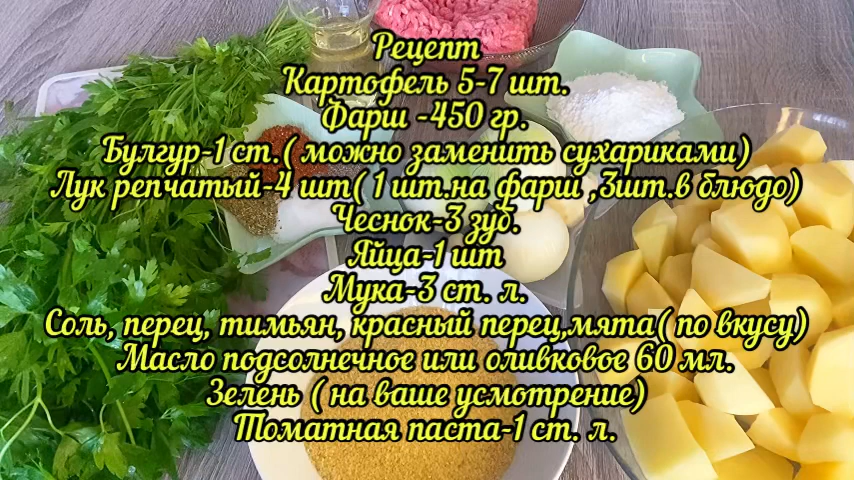 Рецепт
Картофель 5-7 шт.
Фарш -450 гр.
Булгур-1 ст.( можно заменить сухариками)
Лук репчатый-4 шт( 1 шт.на фарш ,3шт.в блюдо)
Чеснок-3 зуб.
Яйца-1 шт
Мука-3 ст. л.
Соль, перец, тимьян, красный перец,мята( по вкусу)
Масло подсолнечное или оливковое 60 мл.
Зелень ( на ваше усмотрение)
Томатная паста-1 ст. л.